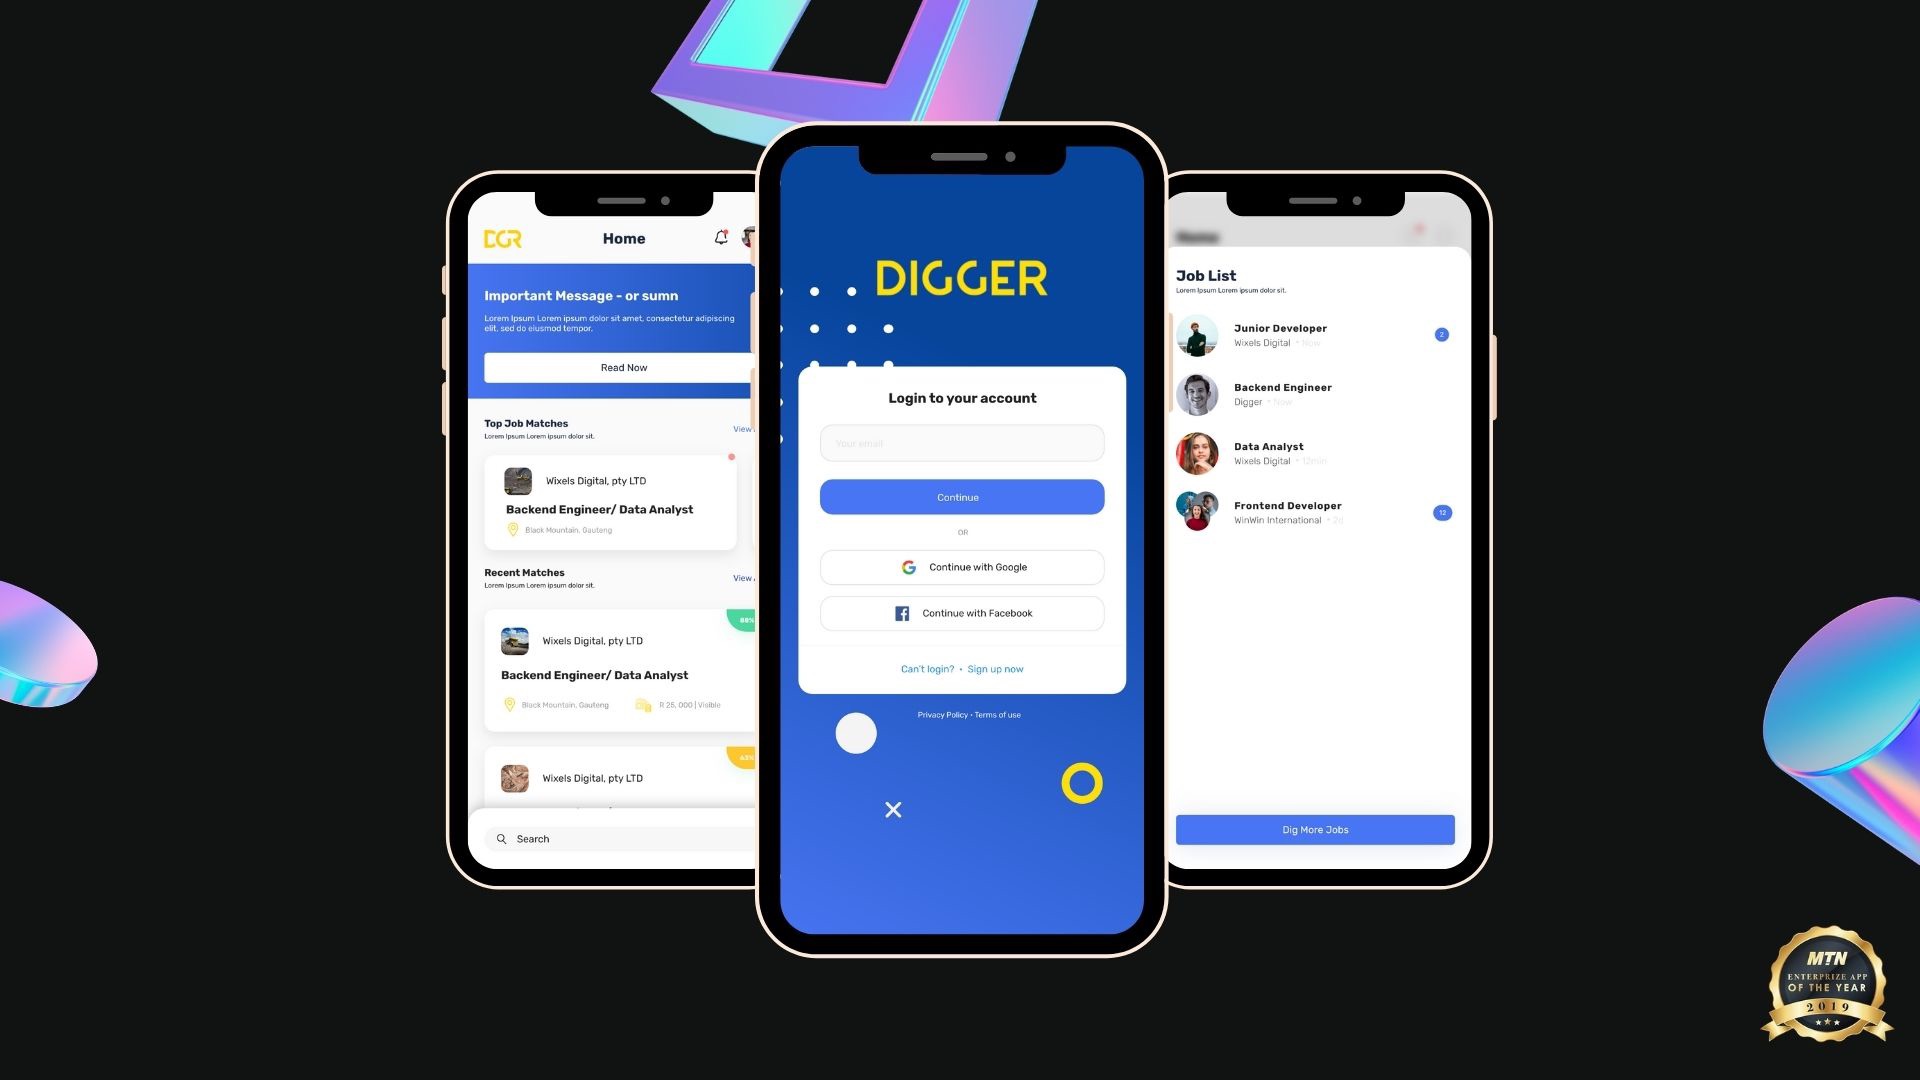 DGR
Home
Important Message - or sumn
Lorem Ipsum Lorem ipsum dolor sit amet, consectetur adipiscing
elit, sed do eiusmod tempor.
Read Now
Top Job Matches
Lorem Ipsum Lorem ipsum dolor sit.
View
Wixels Digital, pty LTD
Backend Engineer/ Data Analyst
Black Mountain, Gauteng
Recent Matches
Lorem Ipsum Lorem ipsum dolor sit.
View
88%
Wixels Digital, pty LTD
Backend Engineer/ Data Analyst
Black Mountain, Gauteng
R 25, 000 | Visible
63%
Wixels Digital, pty LTD
Search
DIGGER
Login to your account
Your email
Continue
OR
Continue with Google
Continue with Facebook
Can't login? • Sign up now
Privacy Policy • Terms of use
Home
Job List
Lorem Ipsum Lorem ipsum dolor sit.
Junior Developer
Wixels Digital • Now
2
Backend Engineer
Digger • Now
Data Analyst
Wixels Digital • 12min
Frontend Developer
WinWin International • 2d
12
Dig More Jobs
MTN
ENTERPRIZE APP
OF THE YEAR
2019